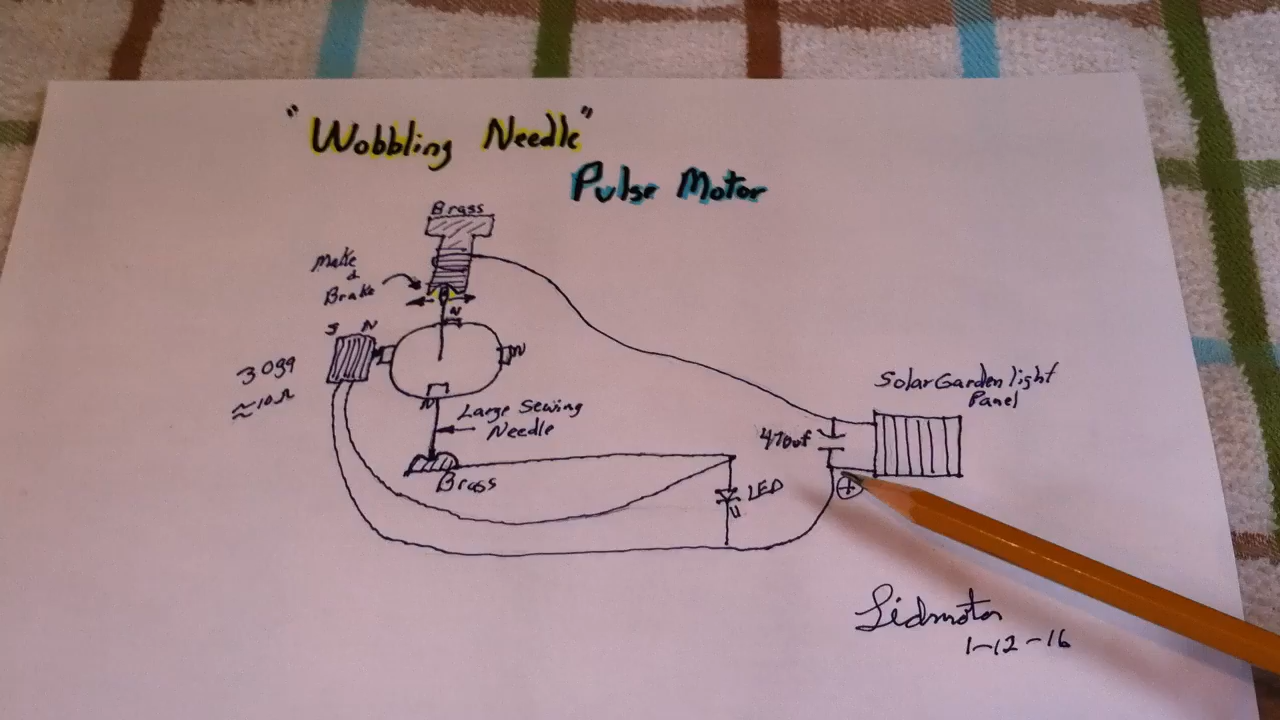 "Wobbling Needle"
Pulse Motor
Brass
Make
&
Brake
N
S N
N
30gg
≈10Ω
N
Large Sewing
Needle
Brass
Solar Garden light
Panel
470uf
+
LED
Lidmotor
1-12-16